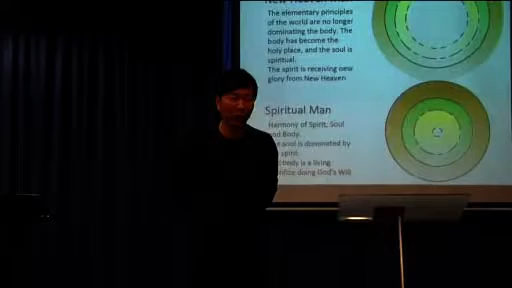 New Heaven Man
The elementary principles
of the world are no longer
dominating the body. The
body has become the
holy place, and the soul is
spiritual.
The spirit is receiving new
glory from New Heaven
Spiritual Man
Harmony of Spirit, Soul
and Body.
soul is dominated by
spirit.
body is a living
doing God's Will